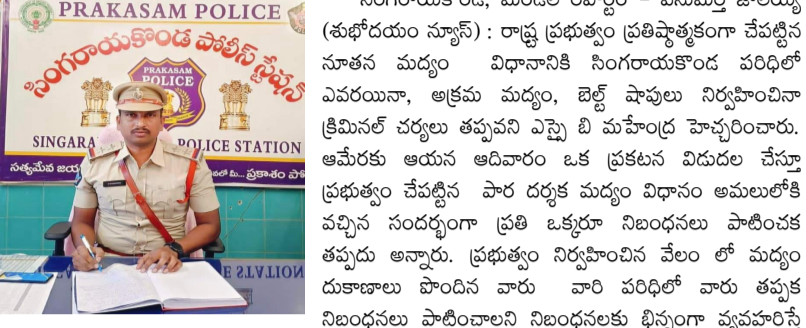 PRAKASAM POLICE
సింగరాయకొండ పోలీస్ స్టేషన్
PRAKASAM
POLICE
SINGARA
POLICE STATION
సత్యమేవ జయ
ప్రకాశం పో
(శుభోదయం న్యూస్) : రాష్ట్ర ప్రభుత్వం ప్రతిష్ఠాత్మకంగా చేపట్టిన
నూతన మద్యం విధానానికి సింగరాయకొండ పరిధిలో
ఎవరయినా, అక్రమ మద్యం, బెల్ట్ షాపులు నిర్వహించినా
క్రిమినల్ చర్యలు తప్పవని ఎస్సై బి మహేంద్ర హెచ్చరించారు.
ఆమేరకు ఆయన ఆదివారం ఒక ప్రకటన విడుదల చేస్తూ
ప్రభుత్వం చేపట్టిన పార దర్శక మద్యం విధానం అమలులోకి
వచ్చిన సందర్భంగా ప్రతి ఒక్కరూ నిబంధనలు పాటించక
తప్పదు అన్నారు. ప్రభుత్వం నిర్వహించిన వేలం లో మద్యం
దుకాణాలు పొందిన వారు వారి పరిధిలో వారు తప్పక
నిబంధనలు పాటించాలని నిబంధనలకు భిన్నంగా వ్యవహరిస్తే